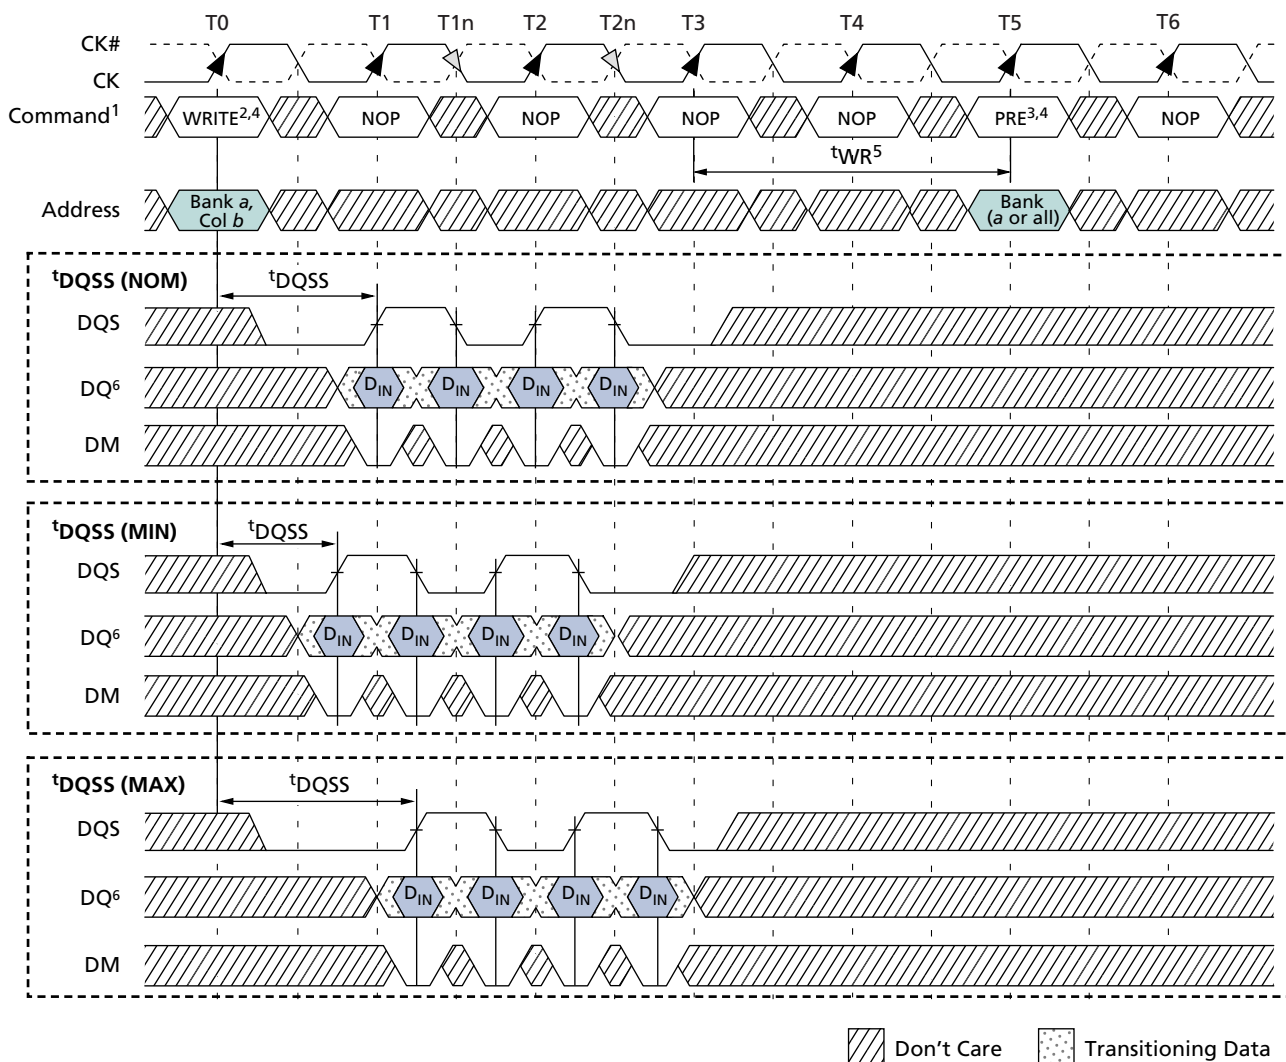 T0 T1 T1n T2 T2n T3 T4 T5 T6
CK#
CK
Command¹ WRITE²,⁴ NOP NOP NOP NOP PRE³,⁴ NOP
ᵗWR⁵
Address Bank a, Col b Bank (a or all)
ᵗDQSS (NOM) ᵗDQSS
DQS
DQ⁶ DIN DIN DIN DIN
DM
ᵗDQSS (MIN) ᵗDQSS
DQS
DQ⁶ DIN DIN DIN DIN
DM
ᵗDQSS (MAX) ᵗDQSS
DQS
DQ⁶ DIN DIN DIN DIN
DM
Don't Care Transitioning Data